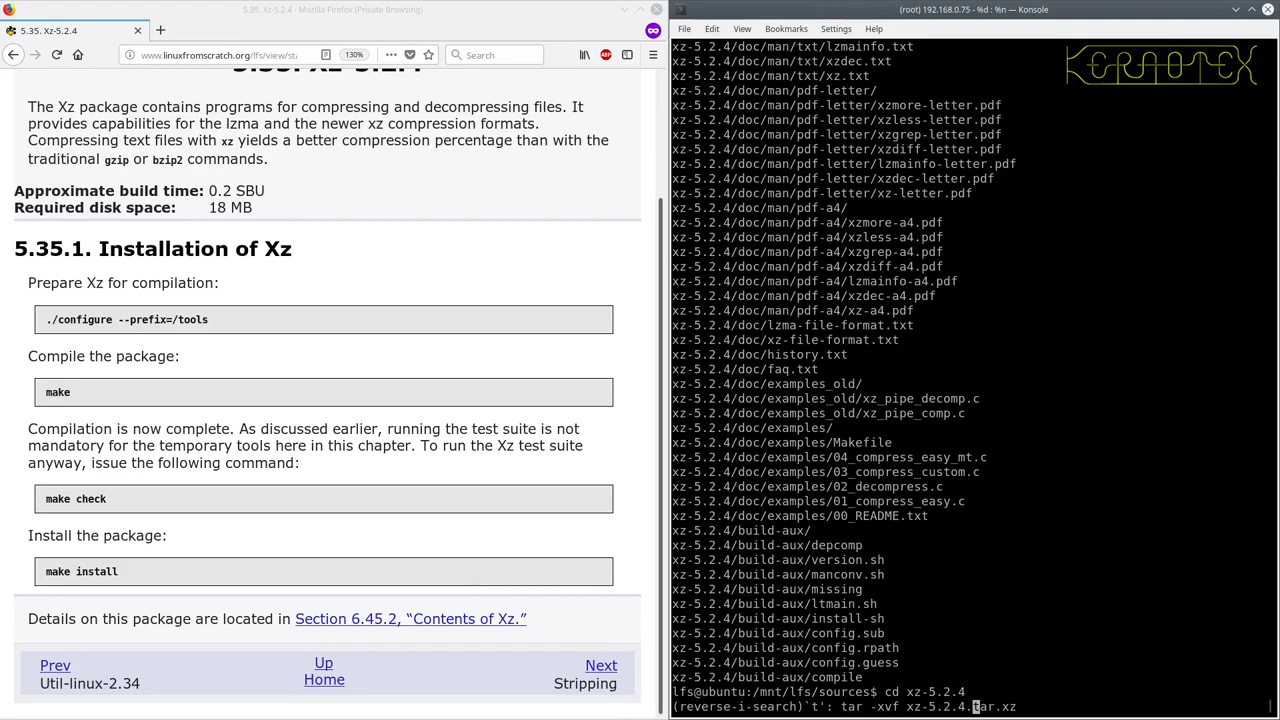 5.35. Xz-5.2.4 - Mozilla Firefox (Private Browsing)
5.35. Xz-5.2.4
www.linuxfromscratch.org/lfs/view/sta
130%
Search
ABP
The Xz package contains programs for compressing and decompressing files. It
provides capabilities for the lzma and the newer xz compression formats.
Compressing text files with xz yields a better compression percentage than with the
traditional gzip or bzip2 commands.
Approximate build time: 0.2 SBU
Required disk space: 18 MB
5.35.1. Installation of Xz
Prepare Xz for compilation:
./configure --prefix=/tools
Compile the package:
make
Compilation is now complete. As discussed earlier, running the test suite is not
mandatory for the temporary tools here in this chapter. To run the Xz test suite
anyway, issue the following command:
make check
Install the package:
make install
Details on this package are located in Section 6.45.2, “Contents of Xz.”
Prev
Up
Next
Util-linux-2.34
Home
Stripping
(root) 192.168.0.75 - %d : %n — Konsole
File Edit View Bookmarks Settings Help
KERAOTEX
xz-5.2.4/doc/man/txt/lzmainfo.txt
xz-5.2.4/doc/man/txt/xzdec.txt
xz-5.2.4/doc/man/txt/xz.txt
xz-5.2.4/doc/man/pdf-letter/
xz-5.2.4/doc/man/pdf-letter/xzmore-letter.pdf
xz-5.2.4/doc/man/pdf-letter/xzless-letter.pdf
xz-5.2.4/doc/man/pdf-letter/xzgrep-letter.pdf
xz-5.2.4/doc/man/pdf-letter/xzdiff-letter.pdf
xz-5.2.4/doc/man/pdf-letter/lzmainfo-letter.pdf
xz-5.2.4/doc/man/pdf-letter/xzdec-letter.pdf
xz-5.2.4/doc/man/pdf-letter/xz-letter.pdf
xz-5.2.4/doc/man/pdf-a4/
xz-5.2.4/doc/man/pdf-a4/xzmore-a4.pdf
xz-5.2.4/doc/man/pdf-a4/xzless-a4.pdf
xz-5.2.4/doc/man/pdf-a4/xzgrep-a4.pdf
xz-5.2.4/doc/man/pdf-a4/xzdiff-a4.pdf
xz-5.2.4/doc/man/pdf-a4/lzmainfo-a4.pdf
xz-5.2.4/doc/man/pdf-a4/xzdec-a4.pdf
xz-5.2.4/doc/man/pdf-a4/xz-a4.pdf
xz-5.2.4/doc/lzma-file-format.txt
xz-5.2.4/doc/xz-file-format.txt
xz-5.2.4/doc/history.txt
xz-5.2.4/doc/faq.txt
xz-5.2.4/doc/examples_old/
xz-5.2.4/doc/examples_old/xz_pipe_decomp.c
xz-5.2.4/doc/examples_old/xz_pipe_comp.c
xz-5.2.4/doc/examples/
xz-5.2.4/doc/examples/Makefile
xz-5.2.4/doc/examples/04_compress_easy_mt.c
xz-5.2.4/doc/examples/03_compress_custom.c
xz-5.2.4/doc/examples/02_decompress.c
xz-5.2.4/doc/examples/01_compress_easy.c
xz-5.2.4/doc/examples/00_README.txt
xz-5.2.4/build-aux/
xz-5.2.4/build-aux/depcomp
xz-5.2.4/build-aux/version.sh
xz-5.2.4/build-aux/manconv.sh
xz-5.2.4/build-aux/missing
xz-5.2.4/build-aux/ltmain.sh
xz-5.2.4/build-aux/install-sh
xz-5.2.4/build-aux/config.sub
xz-5.2.4/build-aux/config.rpath
xz-5.2.4/build-aux/config.guess
xz-5.2.4/build-aux/compile
lfs@ubuntu:/mnt/lfs/sources$ cd xz-5.2.4
(reverse-i-search)`t': tar -xvf xz-5.2.4.tar.xz